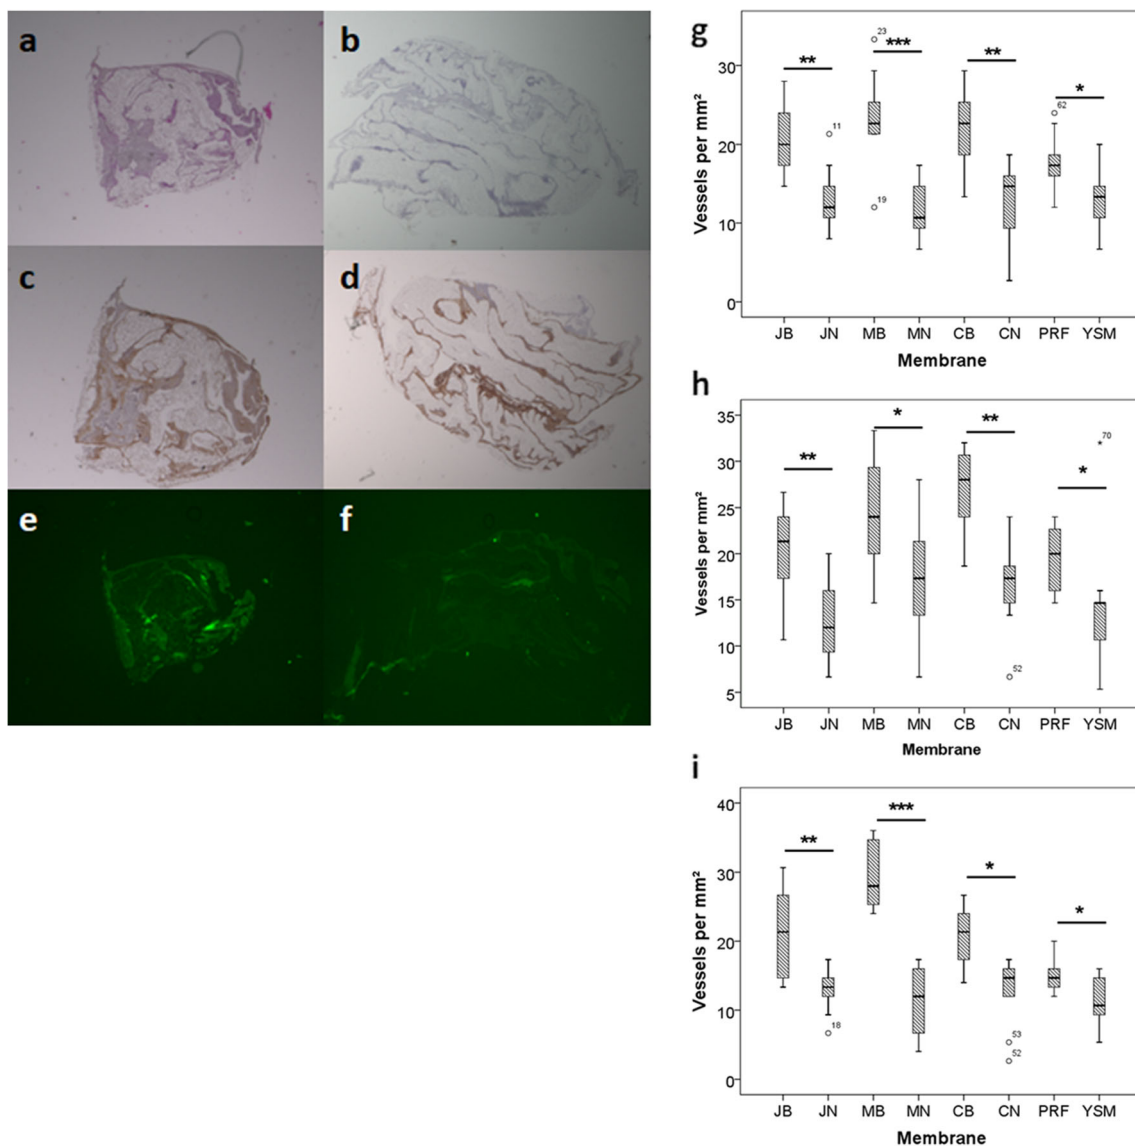 a
b
c
d
e
f
g
Vessels per mm²
30
20
10
0
** *** ** *
23
11
19
62
JB JN MB MN CB CN PRF YSM
Membrane
h
Vessels per mm²
35
30
25
20
15
10
5
** * ** *
70
52
JB JN MB MN CB CN PRF YSM
Membrane
i
Vessels per mm²
40
30
20
10
0
** *** * *
18
53
52
JB JN MB MN CB CN PRF YSM
Membrane